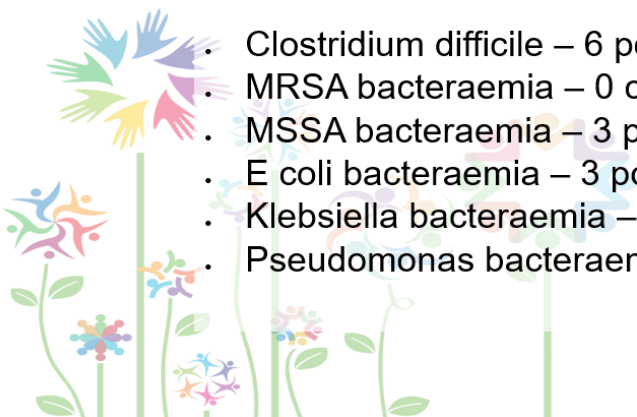 • Clostridium difficile – 6
• MRSA bacteraemia – 0
• MSSA bacteraemia – 3
• E coli bacteraemia – 3
• Klebsiella bacteraemia –
• Pseudomonas